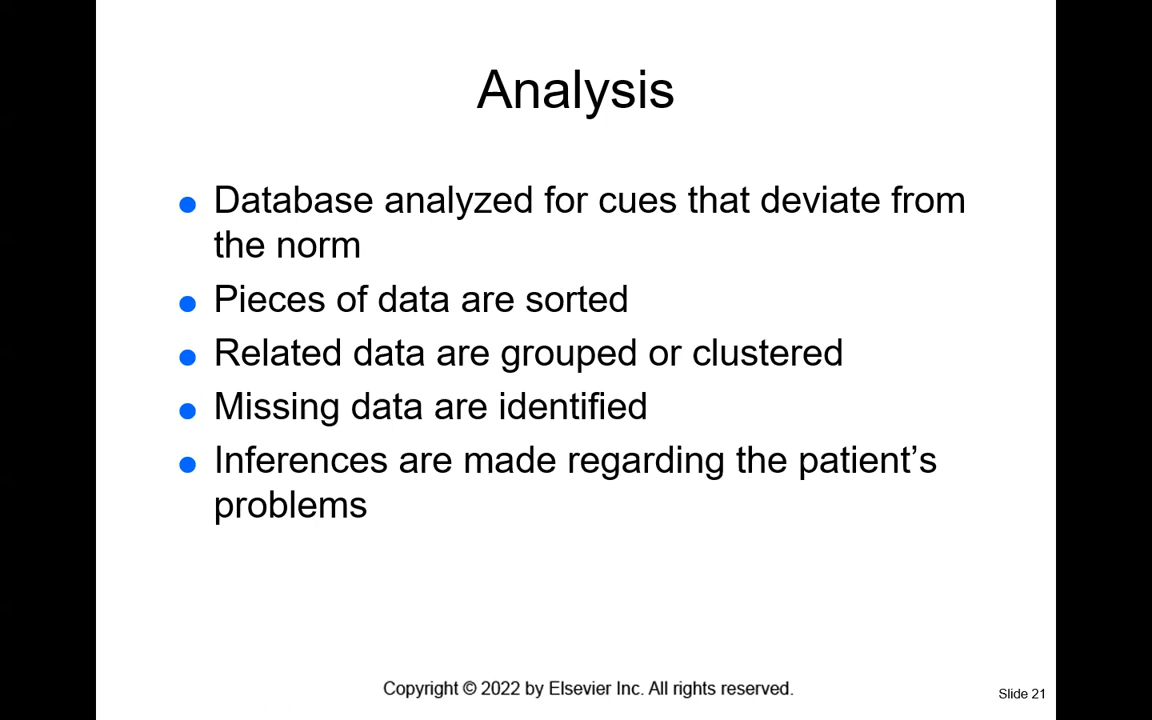 Analysis
● Database analyzed for cues that deviate from
the norm
● Pieces of data are sorted
● Related data are grouped or clustered
● Missing data are identified
● Inferences are made regarding the patient’s
problems
Copyright © 2022 by Elsevier Inc. All rights reserved.
Slide 21